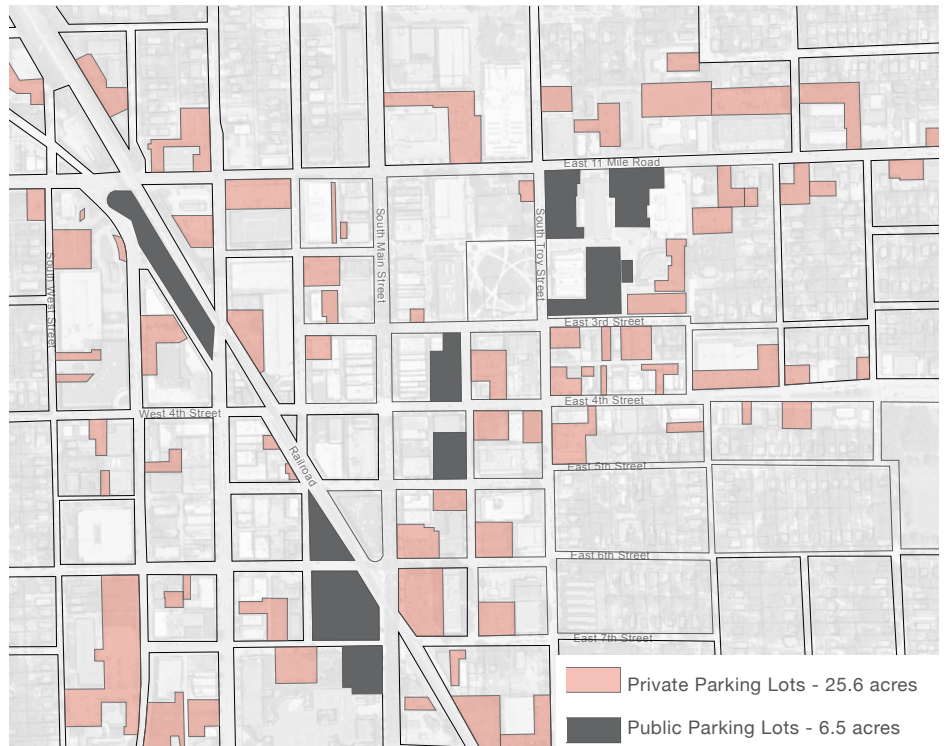 East 11 Mile Road
South Main Street
South Troy Street
South West Street
East 3rd Street
East 4th Street
West 4th Street
Railroad
East 5th Street
East 6th Street
East 7th Street
Private Parking Lots - 25.6 acres
Public Parking Lots - 6.5 acres